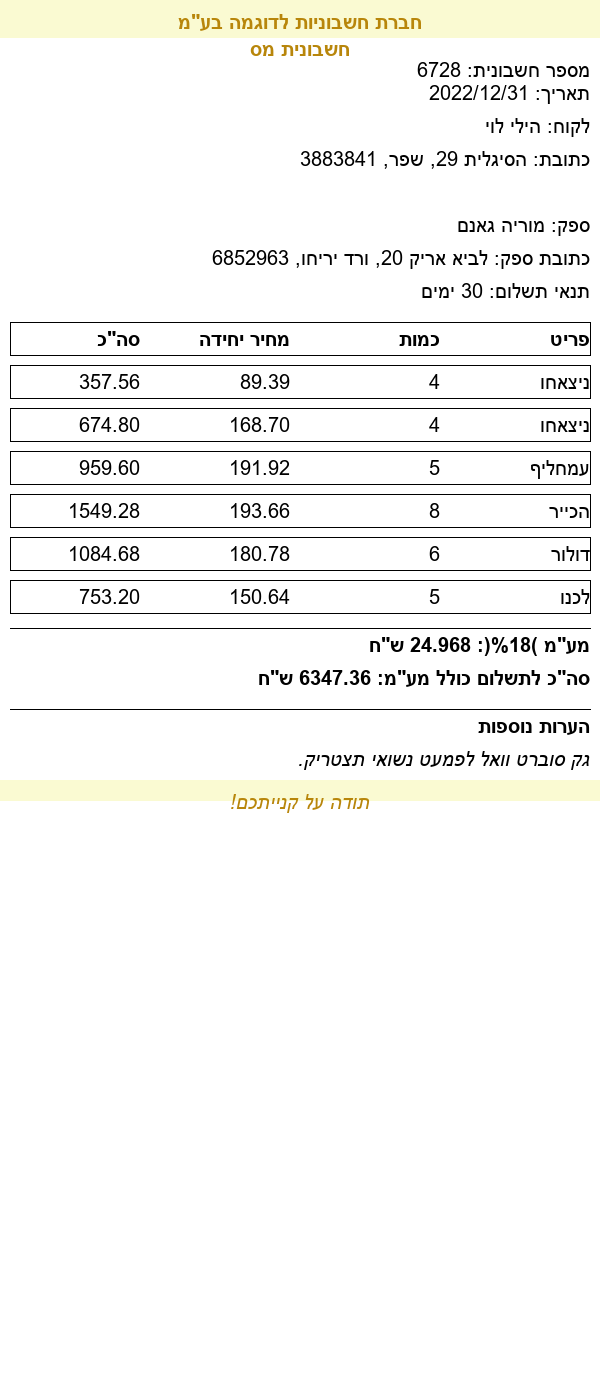 חברת חשבוניות לדוגמה בע"מ
חשבונית מס
מספר חשבונית: 6728
תאריך: 2022/12/31
לקוח: הילי לוי
כתובת: הסיגלית 29, שפר, 3883841
ספק: מוריה גאנם
כתובת ספק: לביא אריק 20, ורד יריחו, 6852963
תנאי תשלום: 30 ימים
פריט כמות מחיר יחידה סה"כ
ניצאחו 4 89.39 357.56
ניצאחו 4 168.70 674.80
עמחליף 5 191.92 959.60
הכייר 8 193.66 1549.28
דולור 6 180.78 1084.68
לכנו 5 150.64 753.20
מע"מ (18%): 24.968 ש"ח
סה"כ לתשלום כולל מע"מ: 6347.36 ש"ח
הערות נוספות
גק סוברט וואל לפמעט נשואי תצטריק.
תודה על קנייתכם!